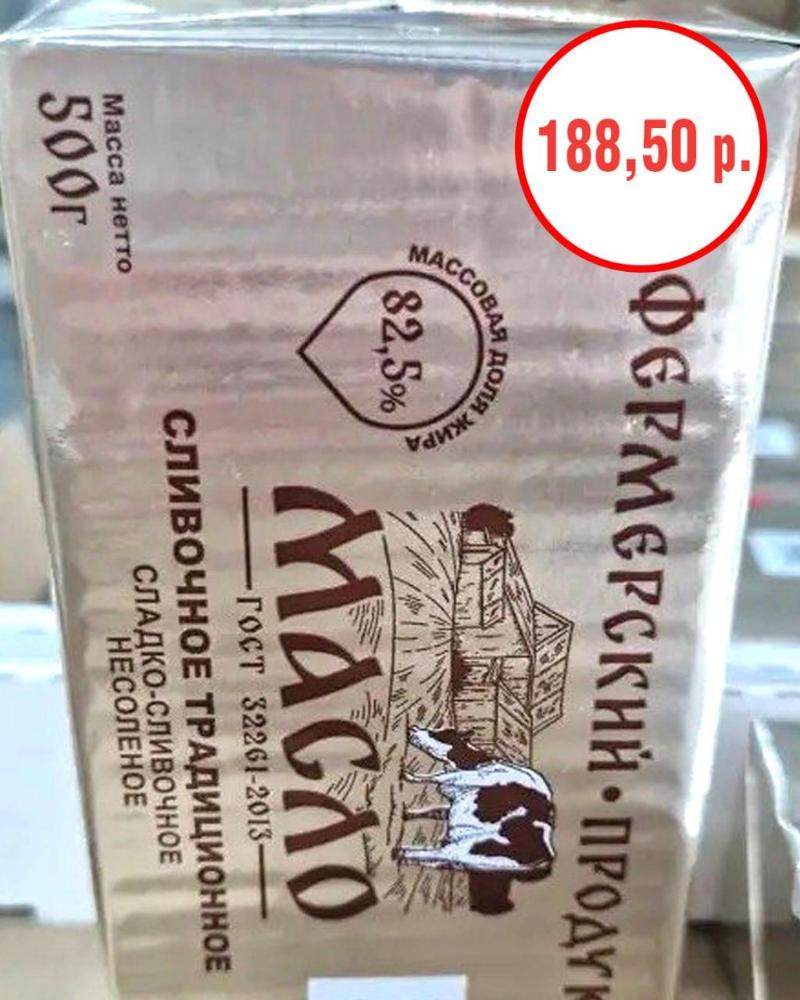 188,50 р.
ФЕРМЕРСКИЙ • ПРОДУК
МАССОВАЯ ДОЛЯ ЖИРА
82,5%
МАСЛО
ГОСТ 32261-2013
СЛИВОЧНОЕ ТРАДИЦИОННОЕ
СЛАДКО-СЛИВОЧНОЕ
НЕСОЛЕНОЕ
Масса нетто
500г